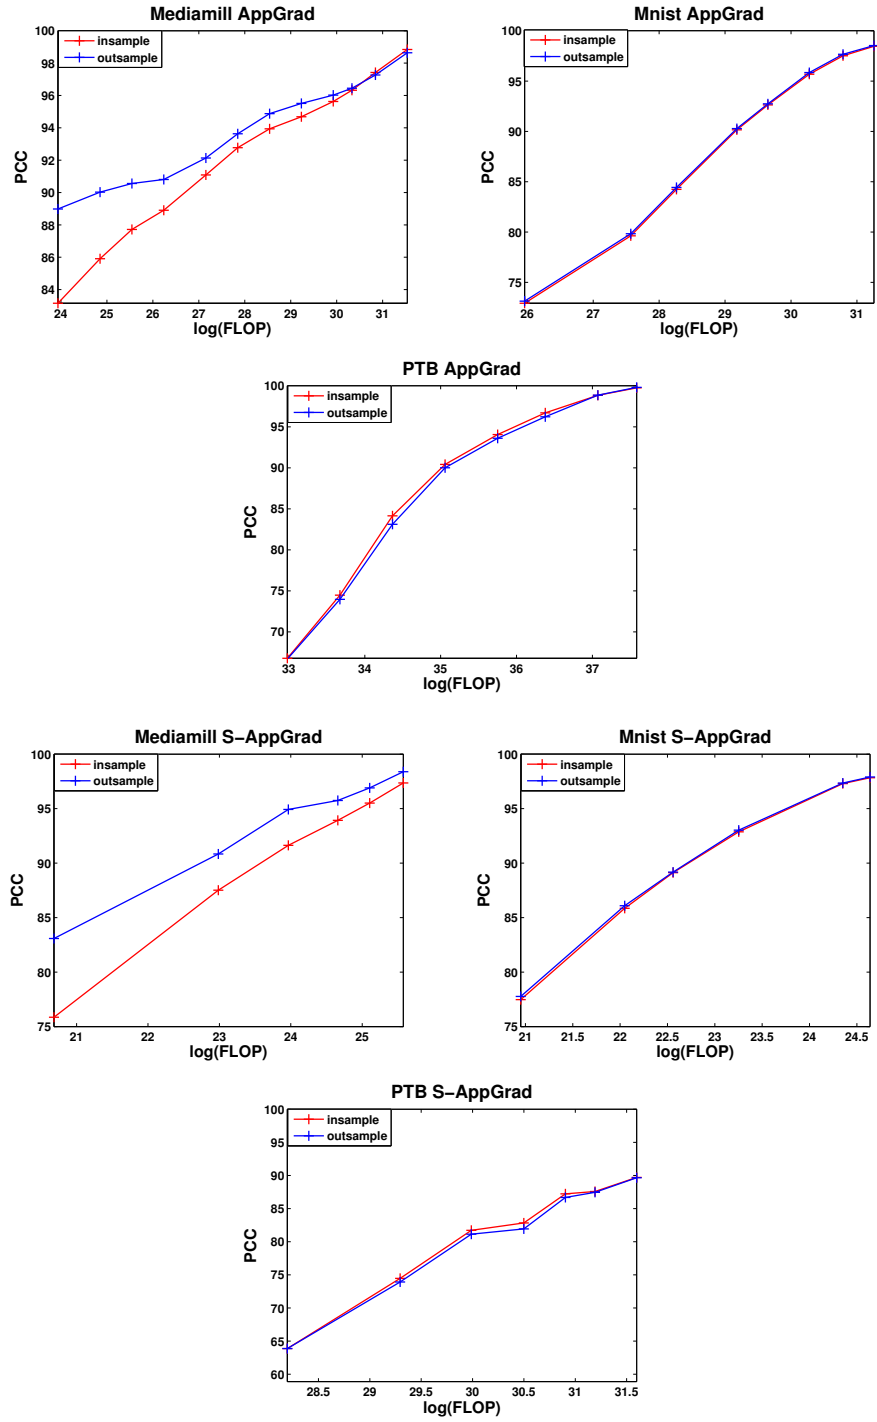 Mediamill AppGrad
insample
outsample
PCC
100
98
96
94
92
90
88
86
84
24 25 26 27 28 29 30 31
log(FLOP)
Mnist AppGrad
insample
outsample
PCC
100
95
90
85
80
75
26 27 28 29 30 31
log(FLOP)
PTB AppGrad
insample
outsample
PCC
100
95
90
85
80
75
70
33 34 35 36 37
log(FLOP)
Mediamill S−AppGrad
insample
outsample
PCC
100
95
90
85
80
75
21 22 23 24 25
log(FLOP)
Mnist S−AppGrad
insample
outsample
PCC
100
95
90
85
80
75
21 21.5 22 22.5 23 23.5 24 24.5
log(FLOP)
PTB S−AppGrad
insample
outsample
PCC
100
95
90
85
80
75
70
65
60
28.5 29 29.5 30 30.5 31 31.5
log(FLOP)